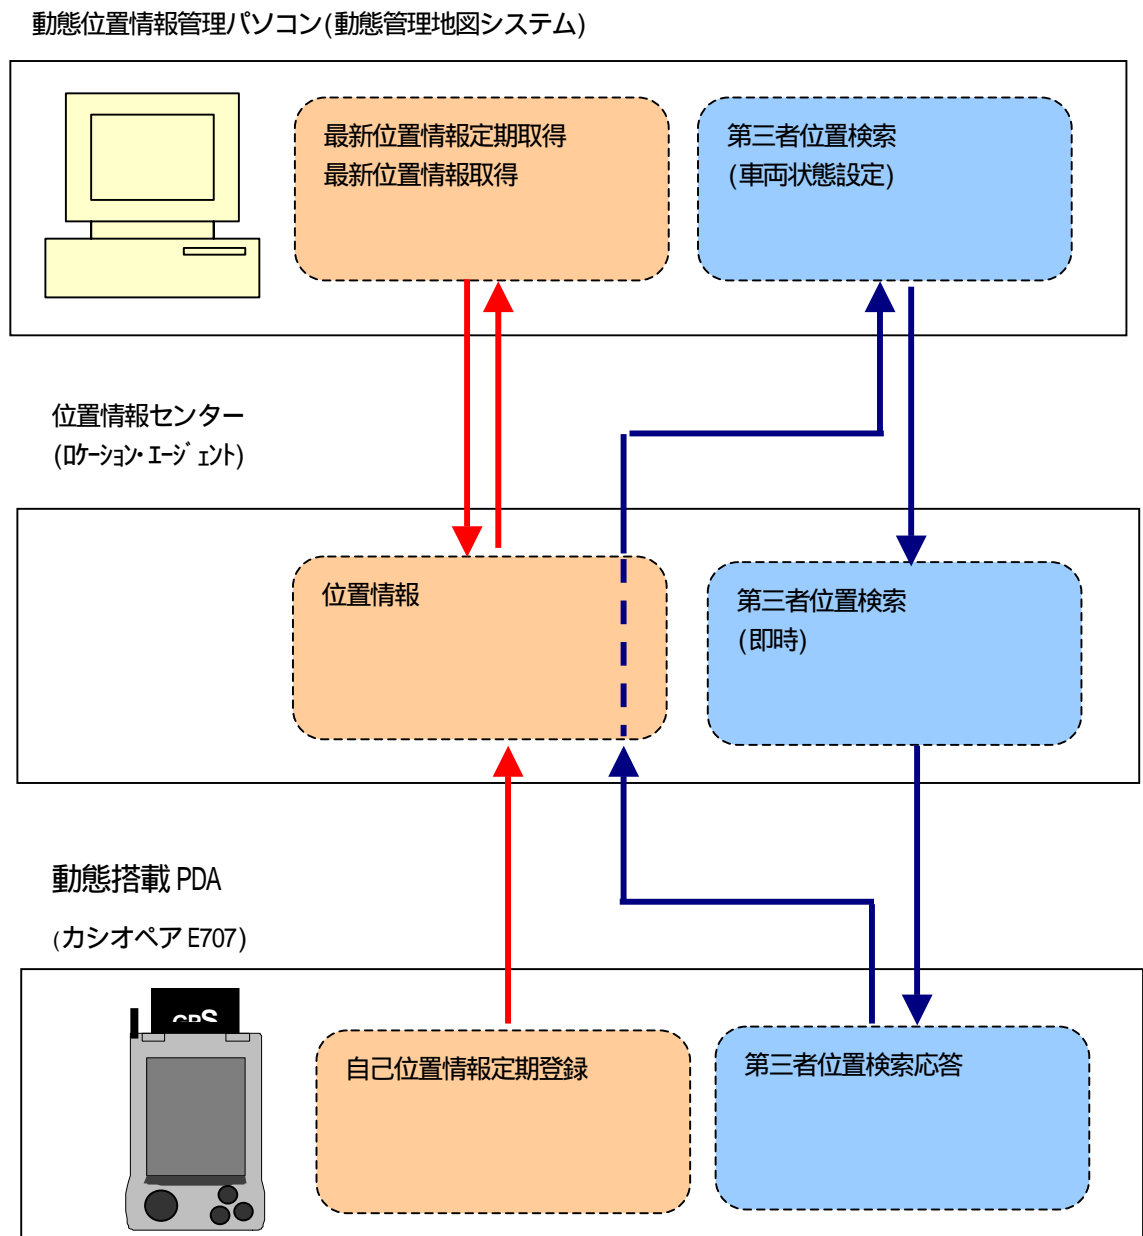 動態位置情報管理パソコン(動態管理地図システム)
最新位置情報定期取得
最新位置情報取得
第三者位置検索
(車両状態設定)
位置情報センター
(ﾛｹｰｼｮﾝ･ｴｰｼﾞｪﾝﾄ)
位置情報
第三者位置検索
(即時)
動態搭載 PDA
(カシオペア E707)
GPS
自己位置情報定期登録
第三者位置検索応答